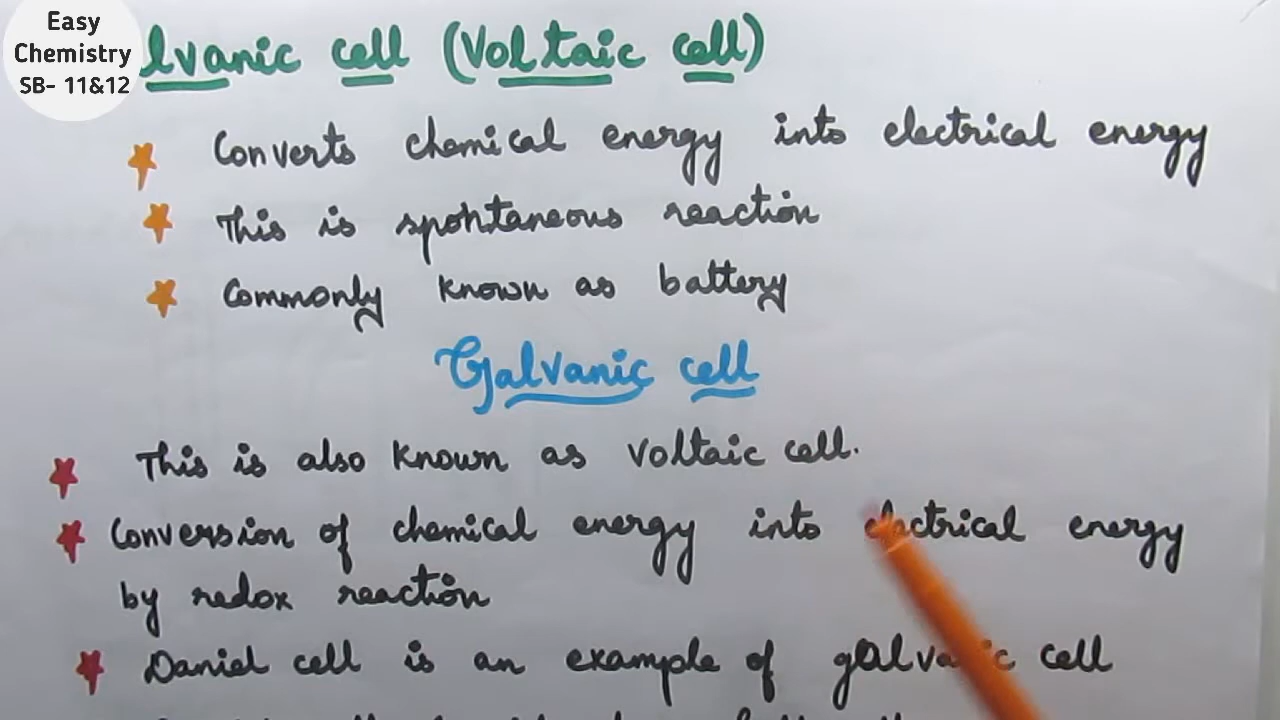 Easy
Chemistry
SB- 11&12
lvanic cell (Voltaic cell)
Converts chemical energy into electrical energy
This is spontaneous reaction
Commonly known as battery
Galvanic cell
This is also known as voltaic cell.
Conversion of chemical energy into electrical energy
by redox reaction
Daniel cell is an example of galvanic cell